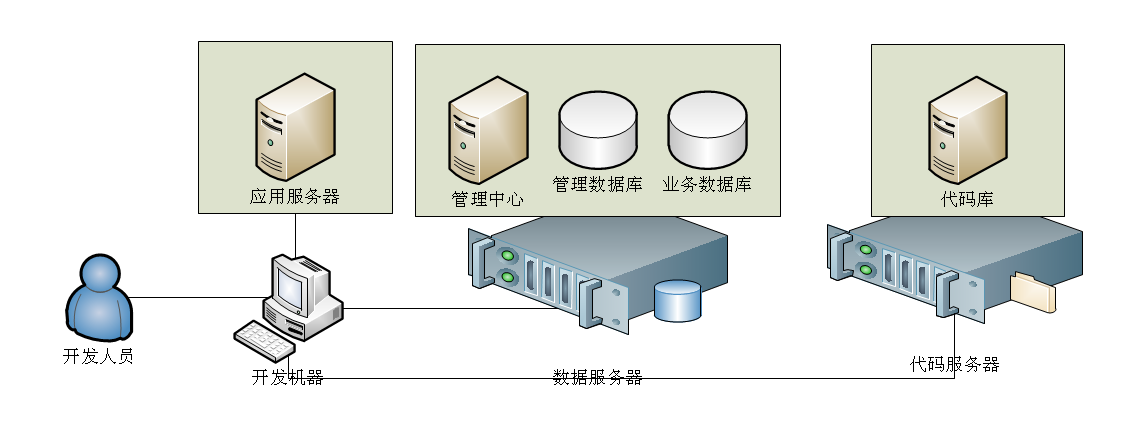 应用服务器
管理中心
管理数据库
业务数据库
代码库
开发人员
开发机器
数据服务器
代码服务器